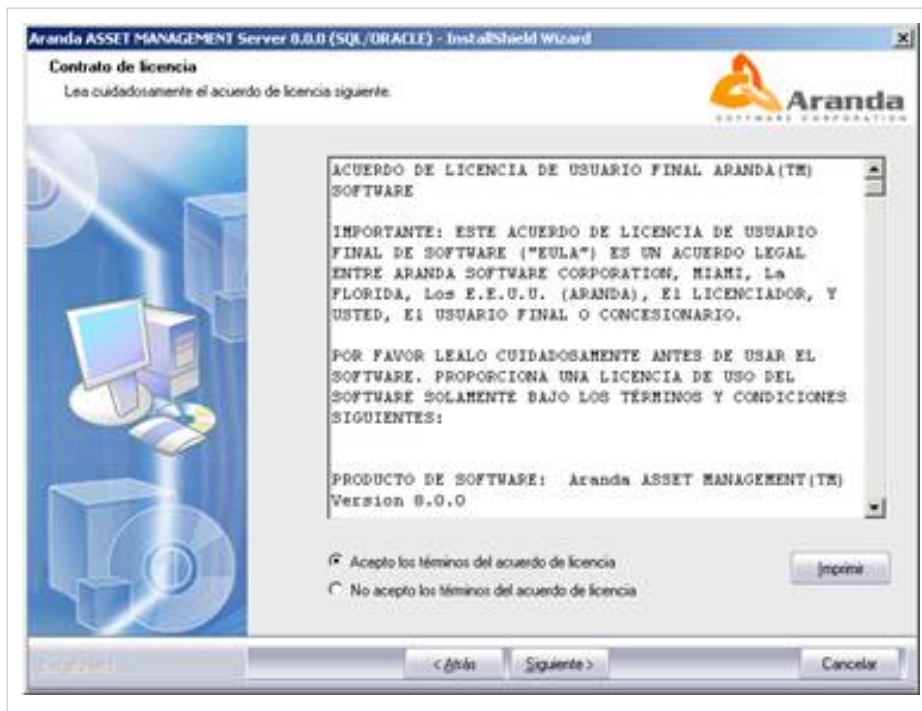 Aranda ASSET MANAGEMENT Server 8.0.0 (SQL/ORACLE) - InstallShield Wizard
Contrato de licencia
Lea cuidadosamente el acuerdo de licencia siguiente.
Aranda
SOFTWARE CORPORATION
ACUERDO DE LICENCIA DE USUARIO FINAL ARANDA(TM)
SOFTWARE
IMPORTANTE: ESTE ACUERDO DE LICENCIA DE USUARIO
FINAL DE SOFTWARE ("EULA") ES UN ACUERDO LEGAL
ENTRE ARANDA SOFTWARE CORPORATION, MIAMI, La
FLORIDA, Los E.E.U.U. (ARANDA), El LICENCIADOR, Y
USTED, El USUARIO FINAL O CONCESIONARIO.
POR FAVOR LEALO CUIDADOSAMENTE ANTES DE USAR EL
SOFTWARE. PROPORCIONA UNA LICENCIA DE USO DEL
SOFTWARE SOLAMENTE BAJO LOS TÉRMINOS Y CONDICIONES
SIGUIENTES:
PRODUCTO DE SOFTWARE: Aranda ASSET MANAGEMENT(TM)
Version 8.0.0
Acepto los términos del acuerdo de licencia
Imprimir
No acepto los términos del acuerdo de licencia
InstallShield
< Atrás
Siguiente >
Cancelar